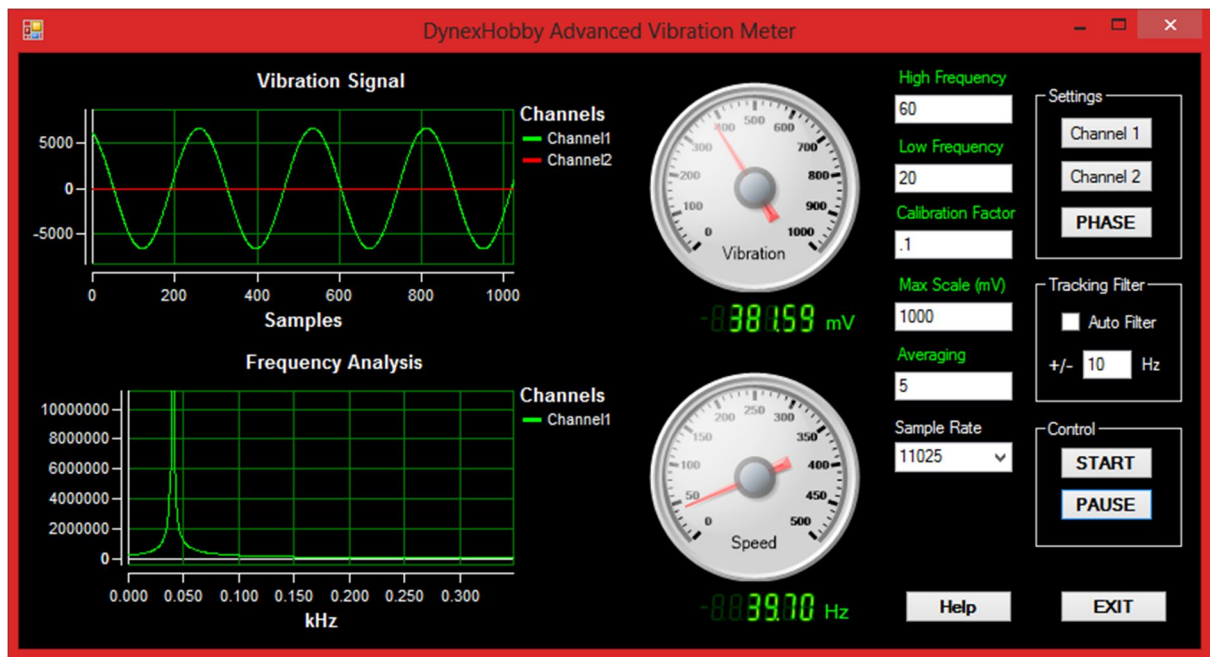 DynexHobby Advanced Vibration Meter
Vibration Signal
5000
0
-5000
0 200 400 600 800 1000
Samples
Channels
Channel1
Channel2
Frequency Analysis
10000000
8000000
6000000
4000000
2000000
0
0.000 0.050 0.100 0.150 0.200 0.250 0.300
kHz
Channels
Channel1
0 100 200 300 400 500 600 700 800 900 1000
Vibration
381.59 mV
0 50 100 150 200 250 300 350 400 450 500
Speed
39.70 Hz
High Frequency
60
Low Frequency
20
Calibration Factor
.1
Max Scale (mV)
1000
Averaging
5
Sample Rate
11025
Help
Settings
Channel 1
Channel 2
PHASE
Tracking Filter
Auto Filter
+/- 10 Hz
Control
START
PAUSE
EXIT